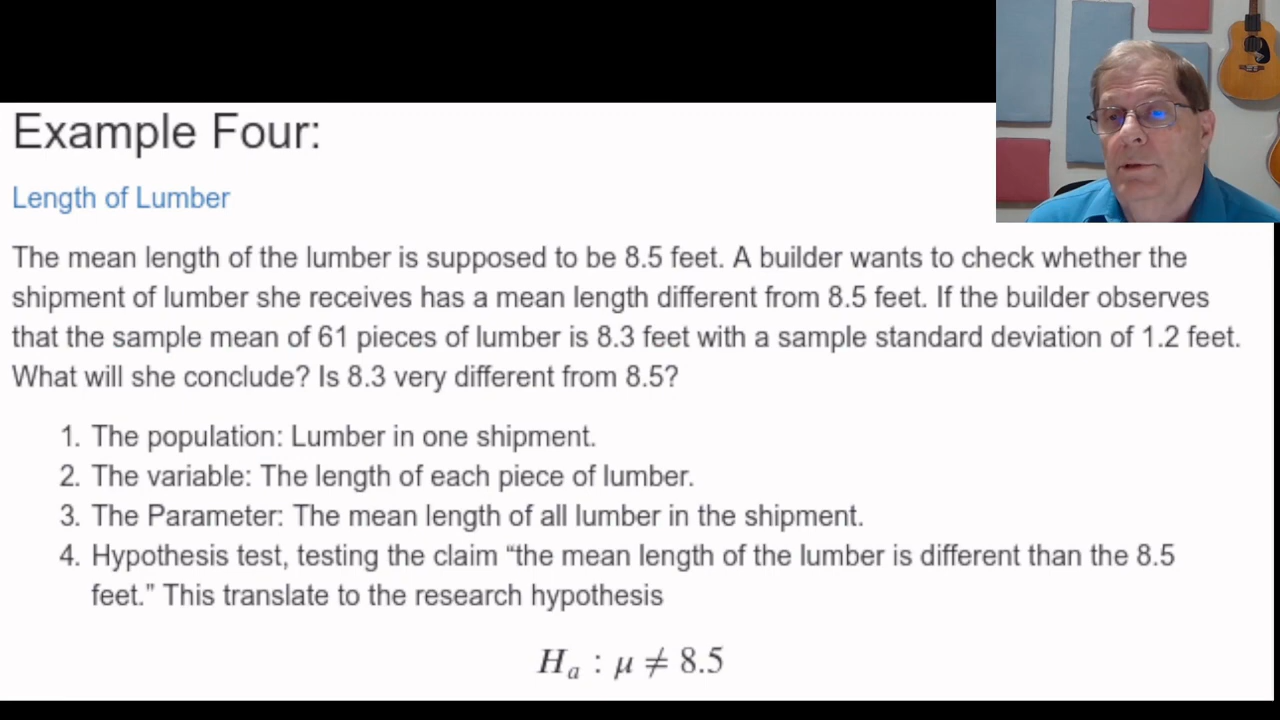 Example Four:
Length of Lumber
The mean length of the lumber is supposed to be 8.5 feet. A builder wants to check whether the
shipment of lumber she receives has a mean length different from 8.5 feet. If the builder observes
that the sample mean of 61 pieces of lumber is 8.3 feet with a sample standard deviation of 1.2 feet.
What will she conclude? Is 8.3 very different from 8.5?
1. The population: Lumber in one shipment.
2. The variable: The length of each piece of lumber.
3. The Parameter: The mean length of all lumber in the shipment.
4. Hypothesis test, testing the claim “the mean length of the lumber is different than the 8.5
feet.” This translate to the research hypothesis
Hₐ : μ ≠ 8.5